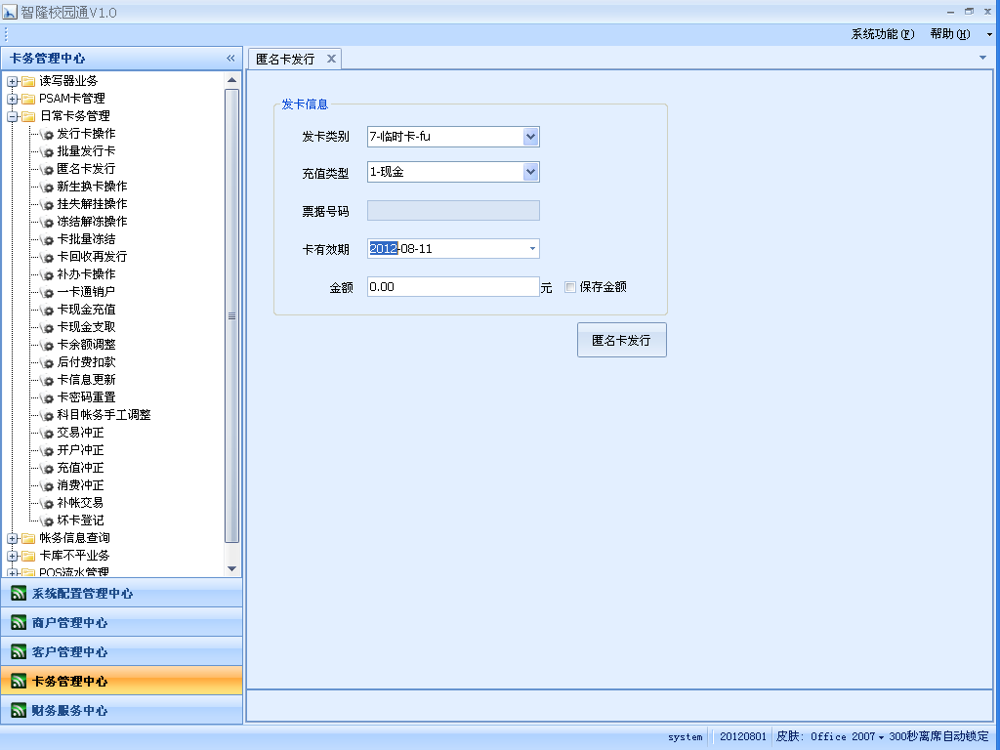 智隆校园通V1.0
系统功能(F) 帮助(H)
卡务管理中心
匿名卡发行
读写器业务
PSAM卡管理
日常卡务管理
发行卡操作
批量发行卡
匿名卡发行
新生换卡操作
挂失解挂操作
冻结解冻操作
卡批量冻结
卡回收再发行
补办卡操作
一卡通销户
卡现金充值
卡现金支取
卡余额调整
后付费扣款
卡信息更新
卡密码重置
科目帐务手工调整
交易冲正
开户冲正
充值冲正
消费冲正
补帐交易
坏卡登记
帐务信息查询
卡库不平业务
POS流水管理
系统配置管理中心
商户管理中心
客户管理中心
卡务管理中心
财务服务中心
发卡信息
发卡类别 7-临时卡-fu
充值类型 1-现金
票据号码
卡有效期 2012-08-11
金额 0.00 元 保存金额
匿名卡发行
system 20120801 皮肤: Office 2007 300秒离席自动锁定